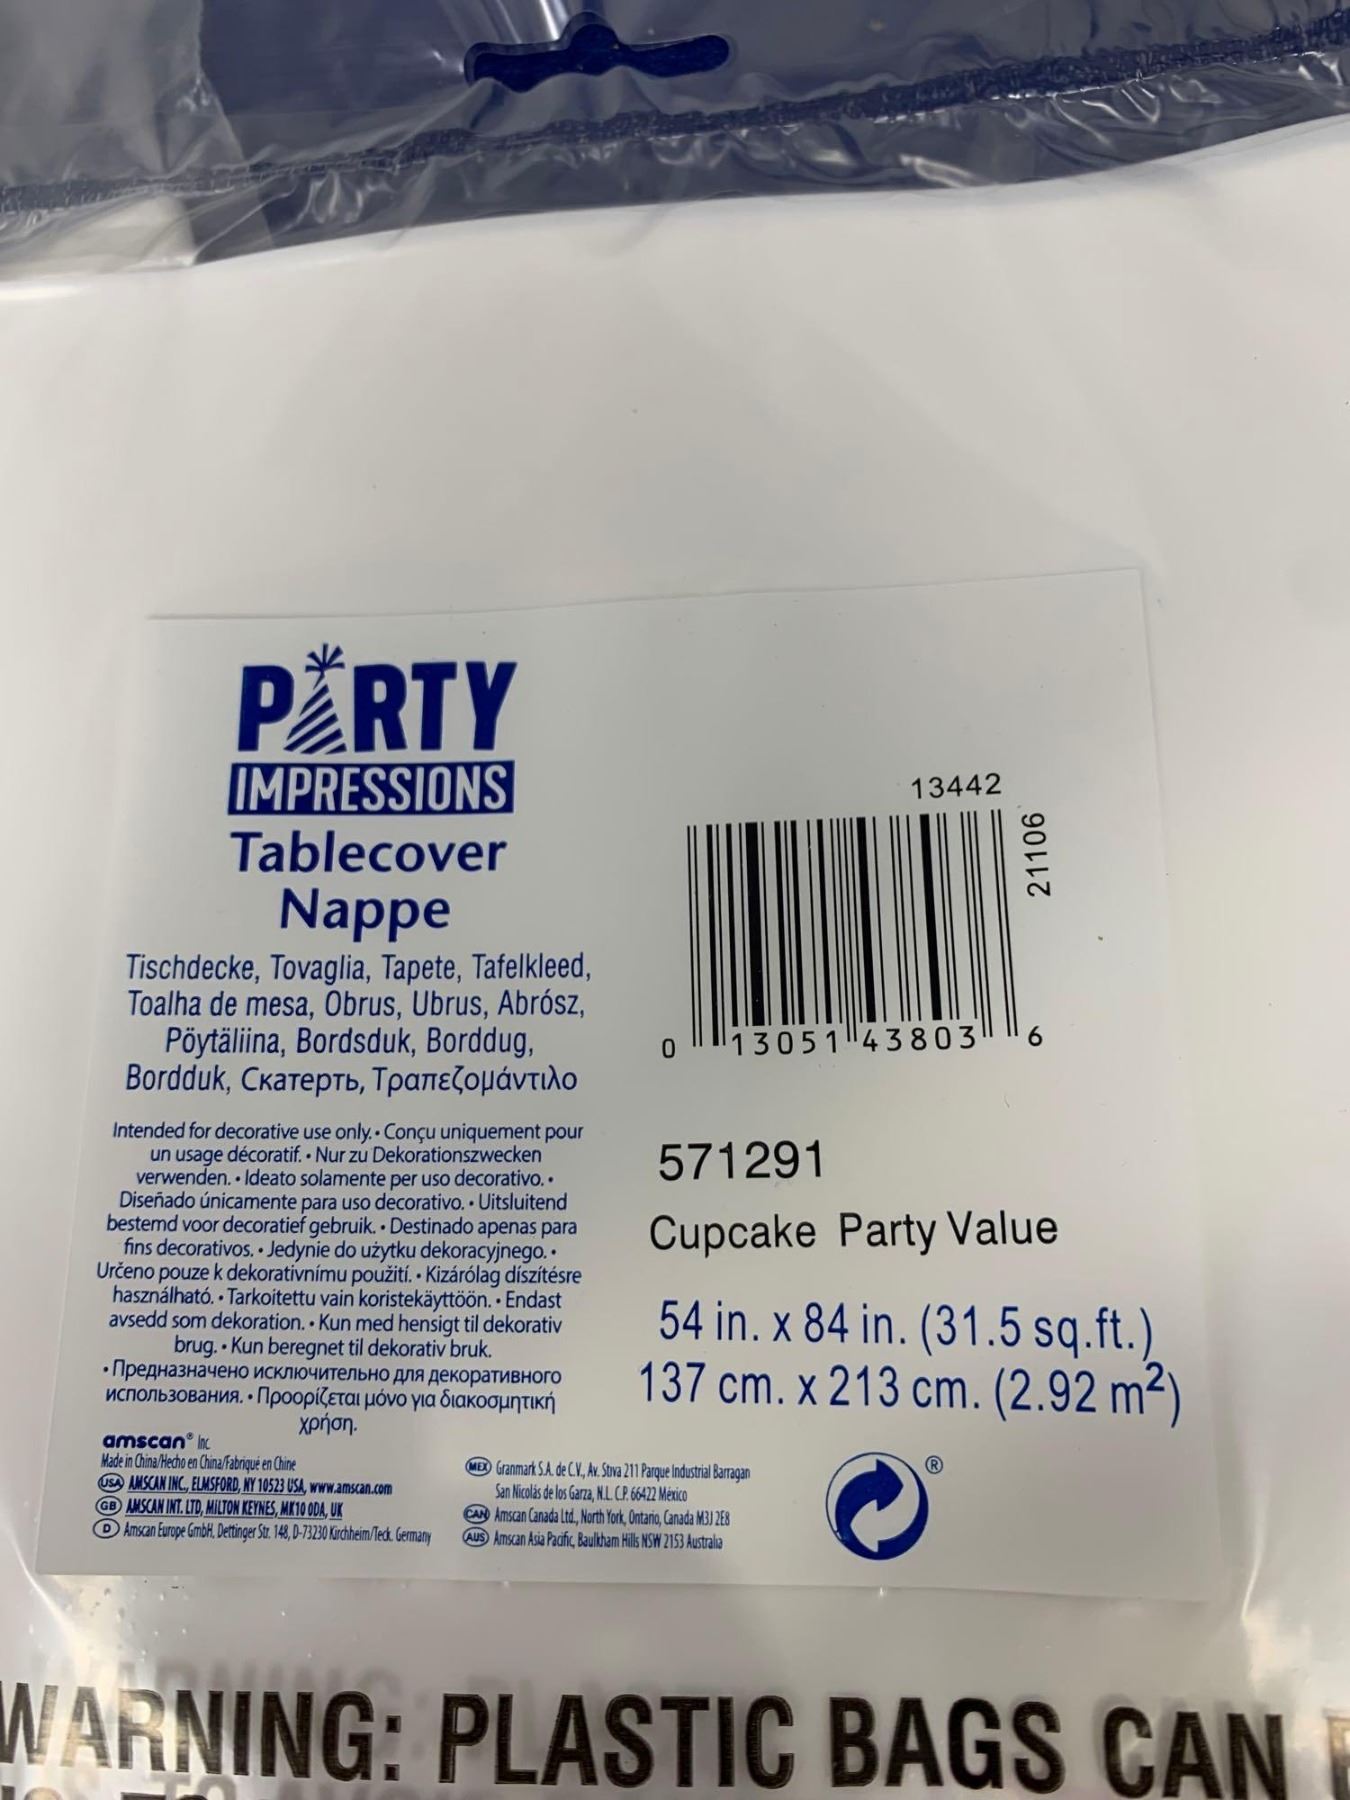 PARTY
IMPRESSIONS
Tablecover
Nappe
Tischdecke, Tovaglia, Tapete, Tafelkleed,
Toalha de mesa, Obrus, Ubrus, Abrósz,
Pöytäliina, Bordsduk, Borddug,
Bordduk, Скатерть, Τραπεζομάντιλο
Intended for decorative use only. • Conçu uniquement pour
un usage décoratif. • Nur zu Dekorationszwecken
verwenden. • Ideato solamente per uso decorativo. •
Diseñado únicamente para uso decorativo. • Uitsluitend
bestemd voor decoratief gebruik. • Destinado apenas para
fins decorativos. • Jedynie do użytku dekoracyjnego. •
Určeno pouze k dekorativnímu použití. • Kizárólag díszítésre
használható. • Tarkoitettu vain koristekäyttöön. • Endast
avsedd som dekoration. • Kun med hensigt til dekorativ
brug. • Kun beregnet til dekorativ bruk.
• Предназначено исключительно для декоративного
использования. • Προορίζεται μόνο για διακοσμητική
χρήση.
amscan® Inc.
Made in China/Hecho en China/Fabriqué en Chine
USA AMSCAN INC., ELMSFORD, NY 10523 USA, www.amscan.com
GB AMSCAN INT. LTD, MILTON KEYNES, MK10 0DA, UK
D Amscan Europe GmbH, Dettinger Str. 148, D-73230 Kirchheim/Teck. Germany
MEX Granmark S.A. de C.V., Av. Stiva 211 Parque Industrial Barragan
San Nicolás de los Garza, N.L. C.P. 66422 México
CAN Amscan Canada Ltd., North York, Ontario, Canada M3J 2E8
AUS Amscan Asia Pacific, Baulkham Hills NSW 2153 Australia
13442
21106
0 13051 43803 6
571291
Cupcake Party Value
54 in. x 84 in. (31.5 sq.ft.)
137 cm. x 213 cm. (2.92 m²)
®
WARNING: PLASTIC BAGS CAN